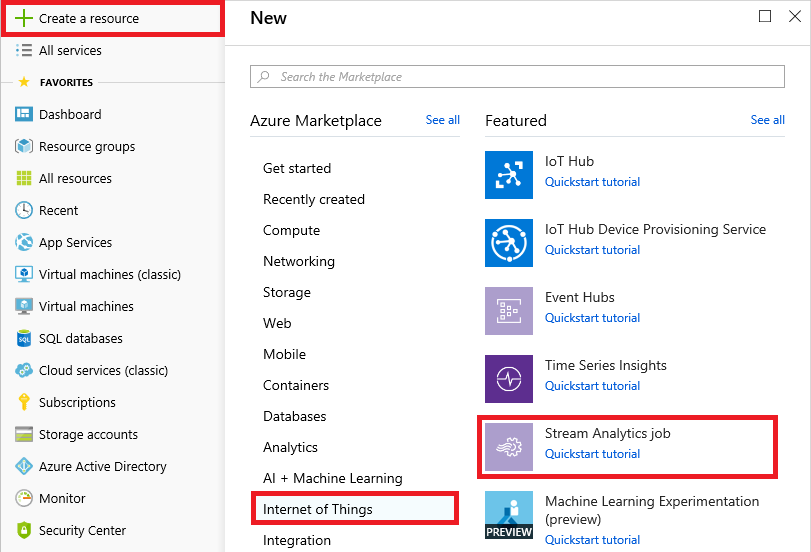 Create a resource
All services
FAVORITES
Dashboard
Resource groups
All resources
Recent
App Services
Virtual machines (classic)
Virtual machines
SQL databases
Cloud services (classic)
Subscriptions
Storage accounts
Azure Active Directory
Monitor
Security Center
New
Search the Marketplace
Azure Marketplace
See all
Get started
Recently created
Compute
Networking
Storage
Web
Mobile
Containers
Databases
Analytics
AI + Machine Learning
Internet of Things
Integration
Featured
See all
IoT Hub
Quickstart tutorial
IoT Hub Device Provisioning Service
Quickstart tutorial
Event Hubs
Quickstart tutorial
Time Series Insights
Quickstart tutorial
Stream Analytics job
Quickstart tutorial
PREVIEW
Machine Learning Experimentation
(preview)
Quickstart tutorial
SQL